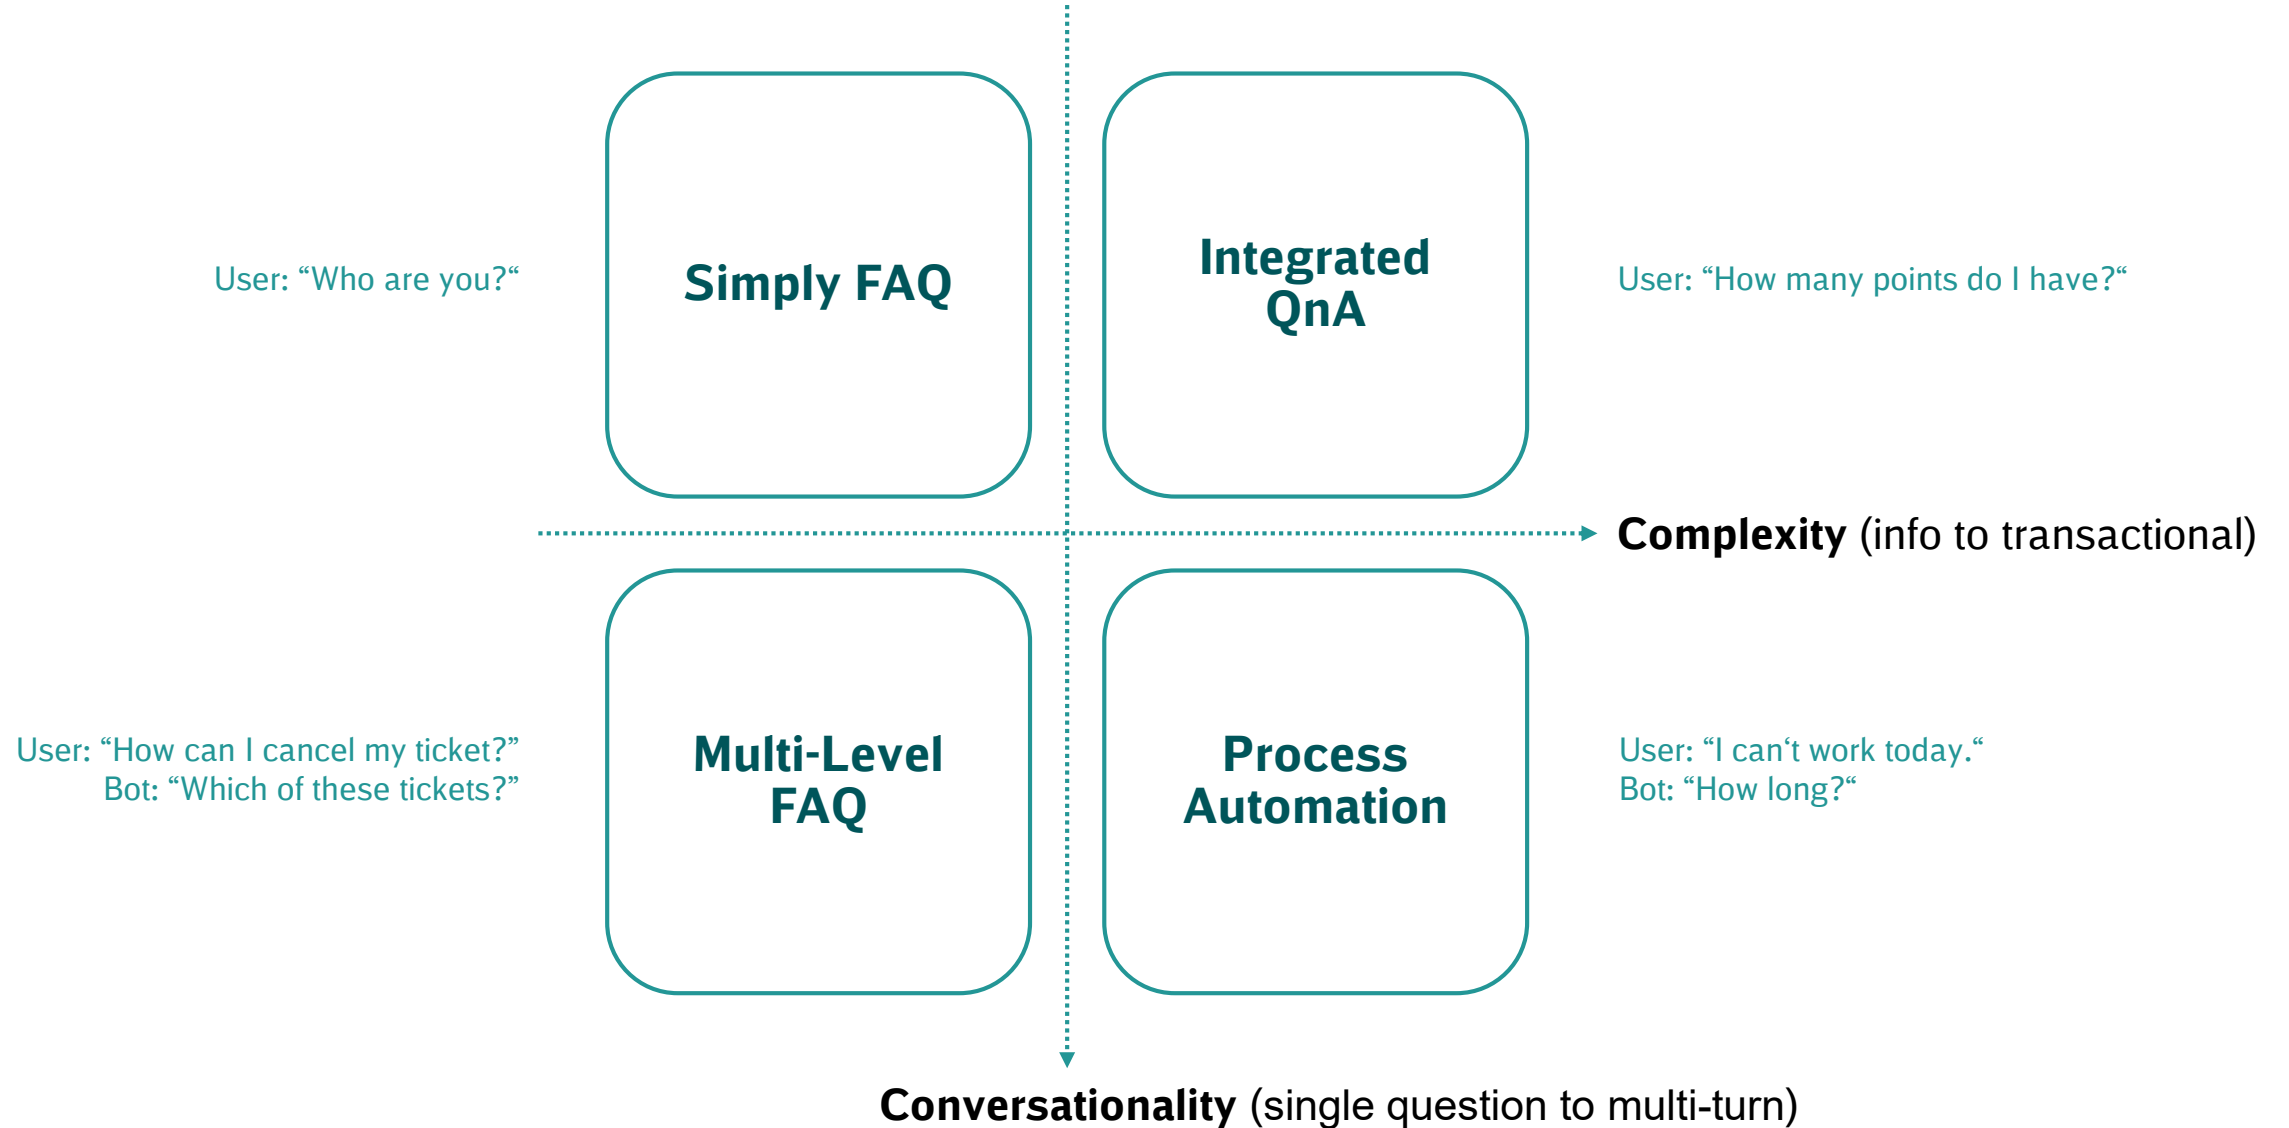 User: “Who are you?“
Simply FAQ
Integrated
QnA
User: “How many points do I have?“
Complexity (info to transactional)
User: “How can I cancel my ticket?”
Bot: “Which of these tickets?”
Multi-Level
FAQ
Process
Automation
User: “I can‘t work today.“
Bot: “How long?“
Conversationality (single question to multi-turn)